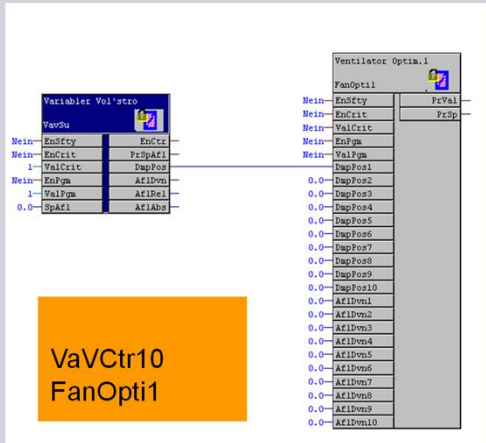 Variabler Vol'stro
VavSu
Nein EnSfty EnCtr
Nein EnCrit PrSpAfl
1 ValCrit DmpPos
Nein EnPgm AflDvn
1 ValPgm AflRel
0.0 SpAfl AflAbs
Ventilator Optim.1
FanOpti1
Nein EnSfty PrVal
Nein EnCrit PrSp
Nein ValCrit
Nein EnPgm
Nein ValPgm
DmpPos1
0.0 DmpPos2
0.0 DmpPos3
0.0 DmpPos4
0.0 DmpPos5
0.0 DmpPos6
0.0 DmpPos7
0.0 DmpPos8
0.0 DmpPos9
0.0 DmpPos10
0.0 AflDvn1
0.0 AflDvn2
0.0 AflDvn3
0.0 AflDvn4
0.0 AflDvn5
0.0 AflDvn6
0.0 AflDvn7
0.0 AflDvn8
0.0 AflDvn9
0.0 AflDvn10
VaVCtr10
FanOpti1